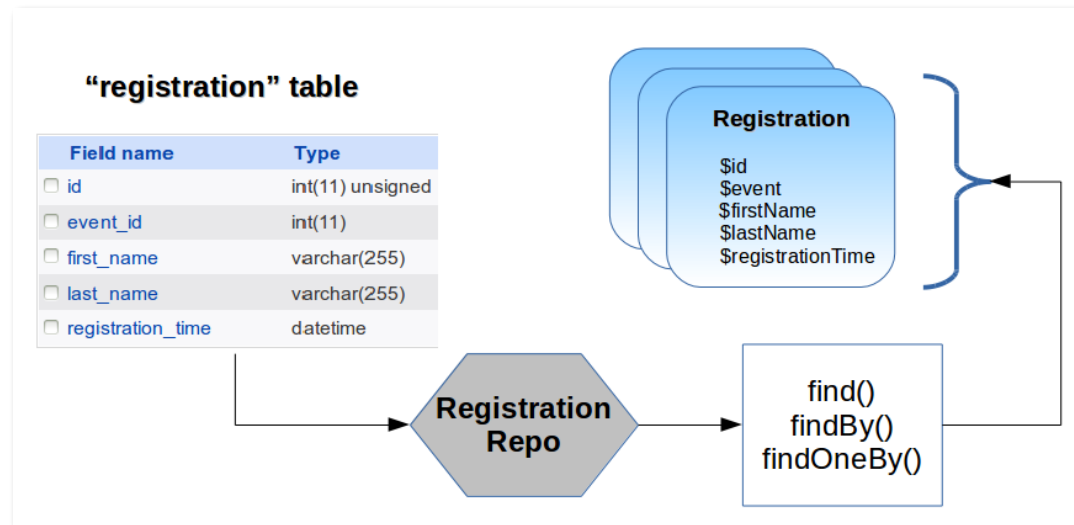 “registration” table
Field name Type
id int(11) unsigned
event_id int(11)
first_name varchar(255)
last_name varchar(255)
registration_time datetime
Registration
$id
$event
$firstName
$lastName
$registrationTime
Registration
Repo
find()
findBy()
findOneBy()